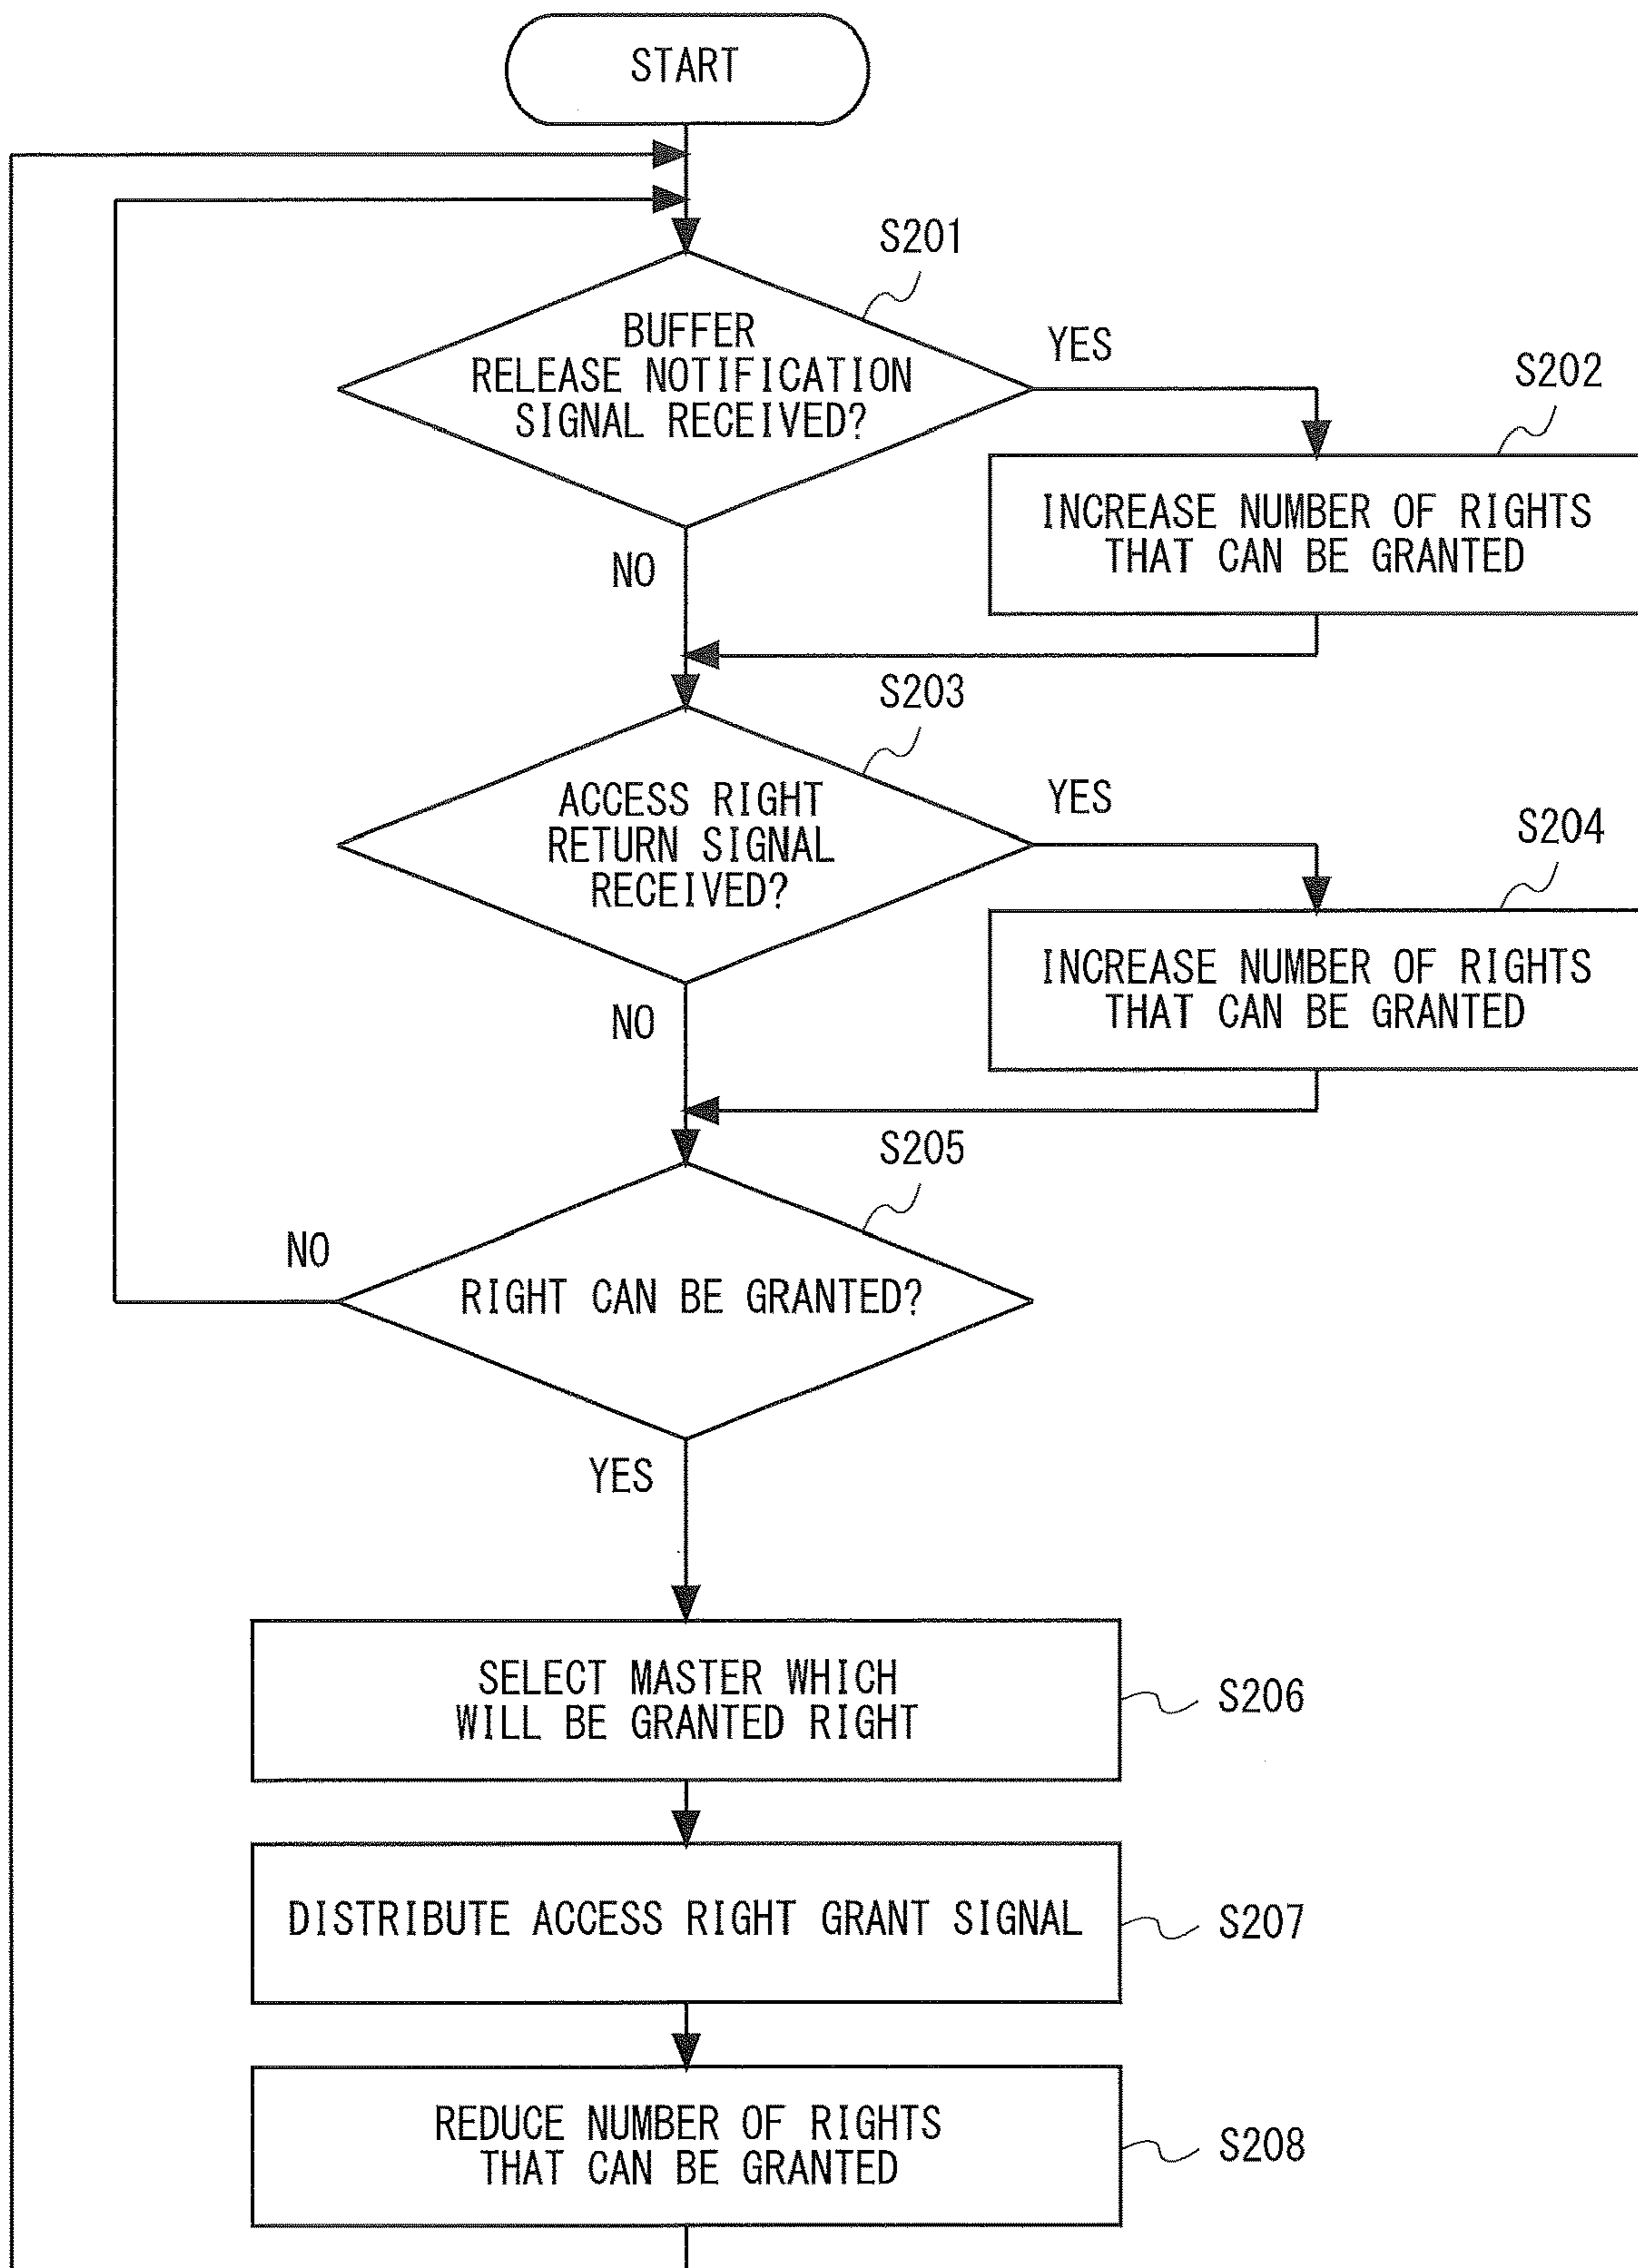 START
S201
BUFFER
RELEASE NOTIFICATION
SIGNAL RECEIVED?
YES
S202
INCREASE NUMBER OF RIGHTS
THAT CAN BE GRANTED
NO
S203
ACCESS RIGHT
RETURN SIGNAL
RECEIVED?
YES
S204
INCREASE NUMBER OF RIGHTS
THAT CAN BE GRANTED
NO
S205
RIGHT CAN BE GRANTED?
NO
YES
SELECT MASTER WHICH
WILL BE GRANTED RIGHT
S206
DISTRIBUTE ACCESS RIGHT GRANT SIGNAL
S207
REDUCE NUMBER OF RIGHTS
THAT CAN BE GRANTED
S208